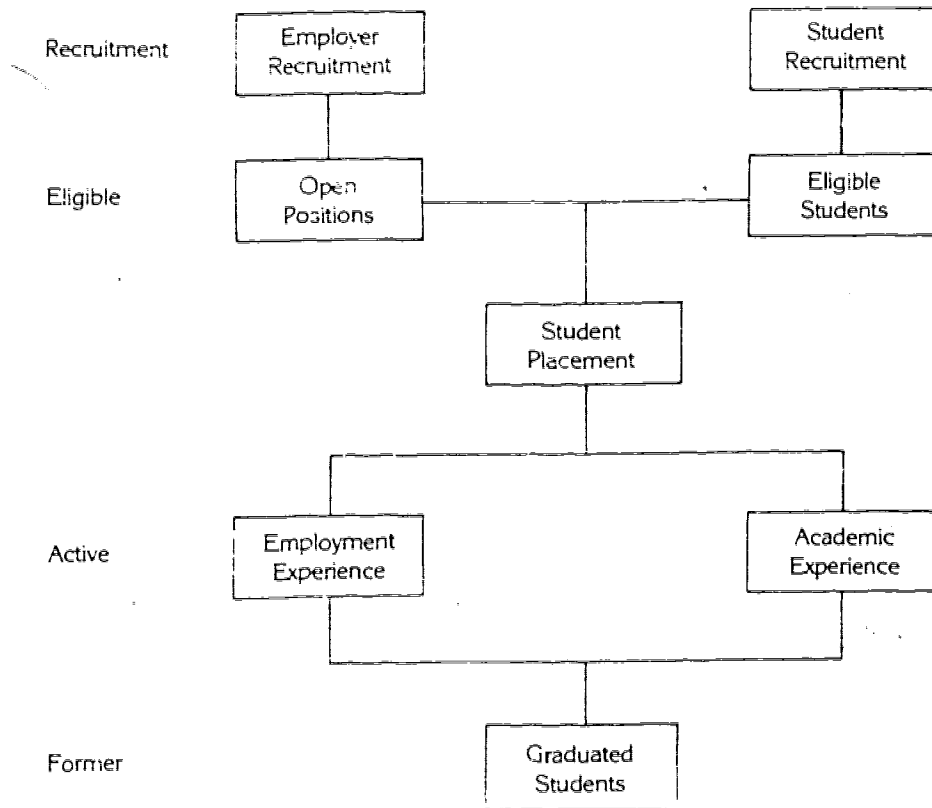 Recruitment
Employer
Recruitment
Student
Recruitment
Eligible
Open
Positions
Eligible
Students
Student
Placement
Active
Employment
Experience
Academic
Experience
Former
Graduated
Students